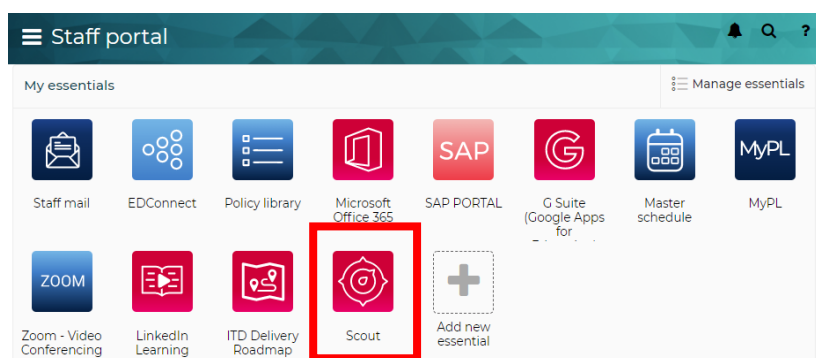 Staff portal
?
My essentials
Manage essentials
SAP
MyPL
Staff mail
EDConnect
Policy library
Microsoft
Office 365
SAP PORTAL
G Suite
(Google Apps
for
Master
schedule
MyPL
ZOOM
Zoom - Video
Conferencing
LinkedIn
Learning
ITD Delivery
Roadmap
Scout
Add new
essential